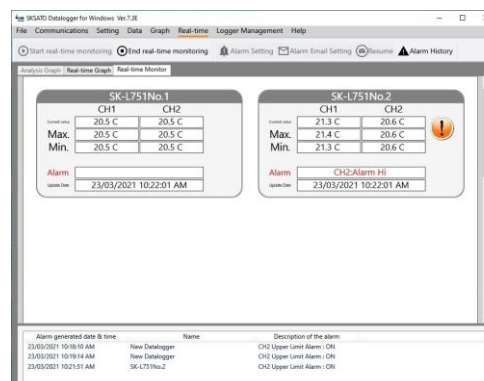 SKSATO Datalogger for Windows Ver.7.3E
File Communications Setting Data Graph Real-time Logger Management Help
Start real-time monitoring End real-time monitoring Alarm Setting Alarm Email Setting Resume Alarm History
Analysis Graph Real-time Graph Real-time Monitor
SK-L751No.1
CH1 CH2
Current value 20.5 C 20.5 C
Max. 20.5 C 20.5 C
Min. 20.5 C 20.5 C
Alarm
Update Date 23/03/2021 10:22:01 AM
SK-L751No.2
CH1 CH2
Current value 21.3 C 20.6 C
Max. 21.4 C 20.6 C
Min. 21.3 C 20.6 C
Alarm CH2:Alarm Hi
Update Date 23/03/2021 10:22:01 AM
Alarm generated date & time Name Description of the alarm
23/03/2021 10:18:10 AM New Datalogger CH2 Upper Limit Alarm : ON
23/03/2021 10:19:14 AM New Datalogger CH2 Upper Limit Alarm : ON
23/03/2021 10:21:51 AM SK-L751No.2 CH2 Upper Limit Alarm : ON